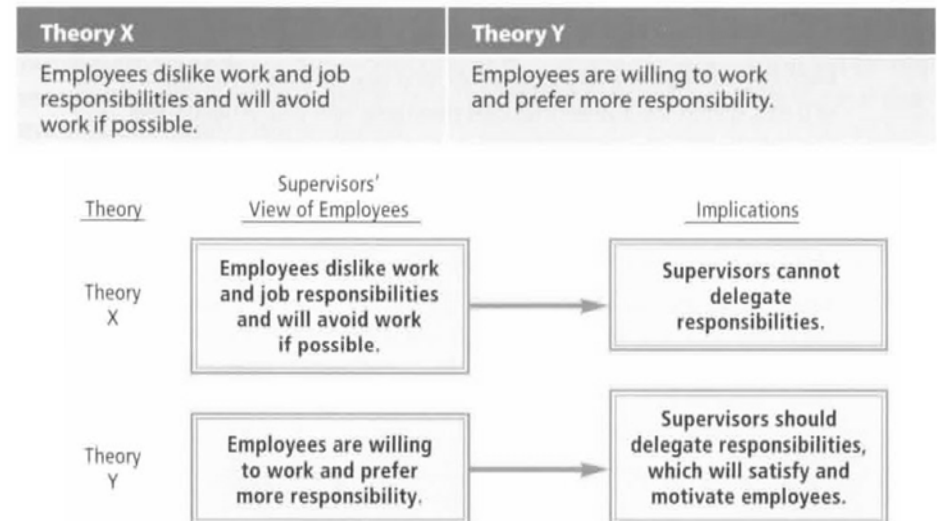 Theory X
Theory Y
Employees dislike work and job
responsibilities and will avoid
work if possible.
Employees are willing to work
and prefer more responsibility.
Theory
Supervisors'
View of Employees
Implications
Theory
X
Employees dislike work
and job responsibilities
and will avoid work
if possible.
Supervisors cannot
delegate
responsibilities.
Theory
Y
Employees are willing
to work and prefer
more responsibility.
Supervisors should
delegate responsibilities,
which will satisfy and
motivate employees.